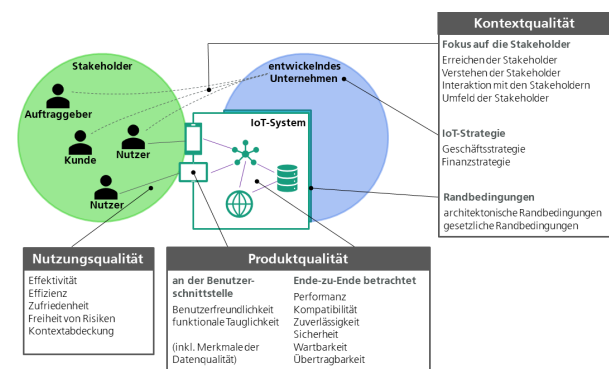 Kontextqualität
Fokus auf die Stakeholder
Erreichen der Stakeholder
Verstehen der Stakeholder
Interaktion mit den Stakeholdern
Umfeld der Stakeholder
IoT-Strategie
Geschäftsstrategie
Finanzstrategie
Randbedingungen
architektonische Randbedingungen
gesetzliche Randbedingungen
Stakeholder
entwickelndes
Unternehmen
Auftraggeber
Kunde
Nutzer
Nutzer
IoT-System
Nutzungsqualität
Effektivität
Effizienz
Zufriedenheit
Freiheit von Risiken
Kontextabdeckung
Produktqualität
an der Benutzer-
schnittstelle
Benutzerfreundlichkeit
funktionale Tauglichkeit
(inkl. Merkmale der
Datenqualität)
Ende-zu-Ende betrachtet
Performanz
Kompatibilität
Zuverlässigkeit
Sicherheit
Wartbarkeit
Übertragbarkeit